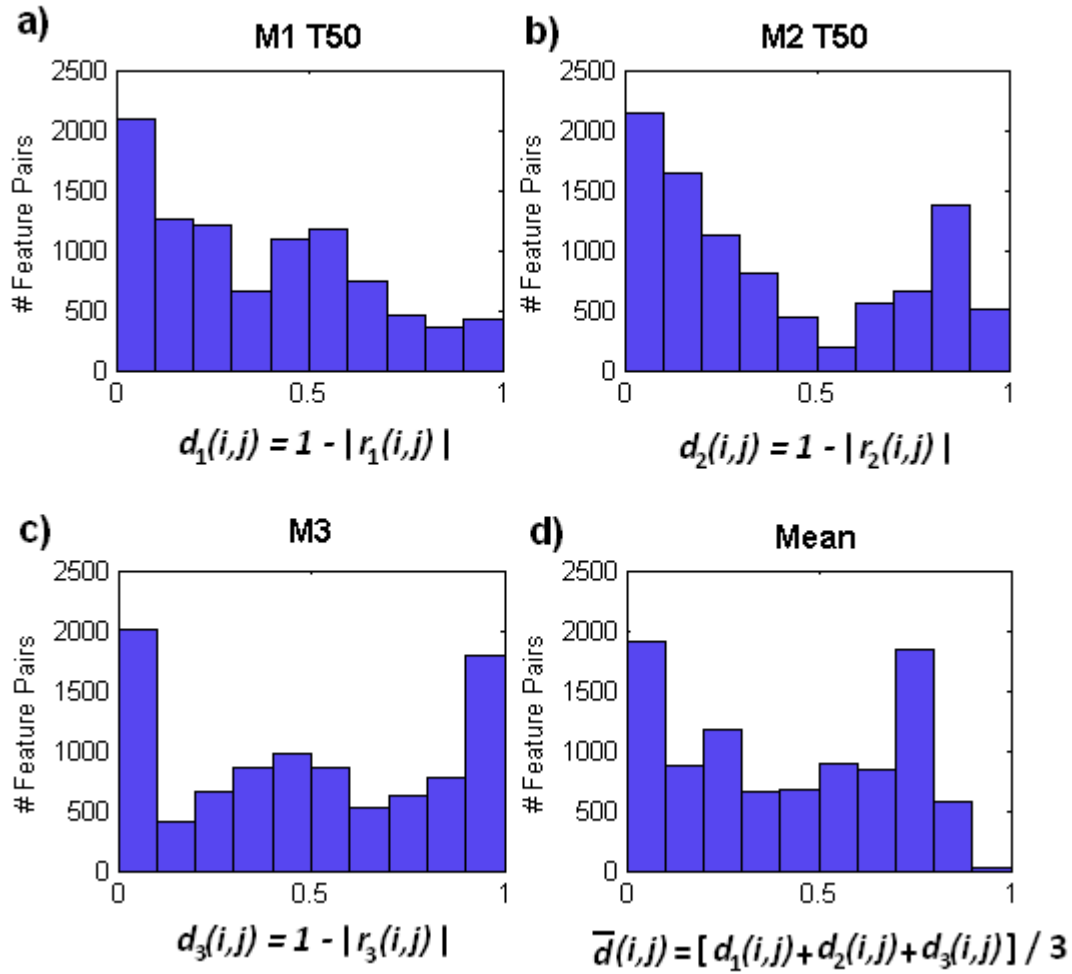 a)
M1 T50
2500
2000
1500
1000
500
0
# Feature Pairs
0 0.5 1
d₁(i,j) = 1 - | r₁(i,j) |
b)
M2 T50
2500
2000
1500
1000
500
0
# Feature Pairs
0 0.5 1
d₂(i,j) = 1 - | r₂(i,j) |
c)
M3
2500
2000
1500
1000
500
0
# Feature Pairs
0 0.5 1
d₃(i,j) = 1 - | r₃(i,j) |
d)
Mean
2500
2000
1500
1000
500
0
# Feature Pairs
0 0.5 1
d̅(i,j) = [ d₁(i,j) + d₂(i,j) + d₃(i,j) ] / 3